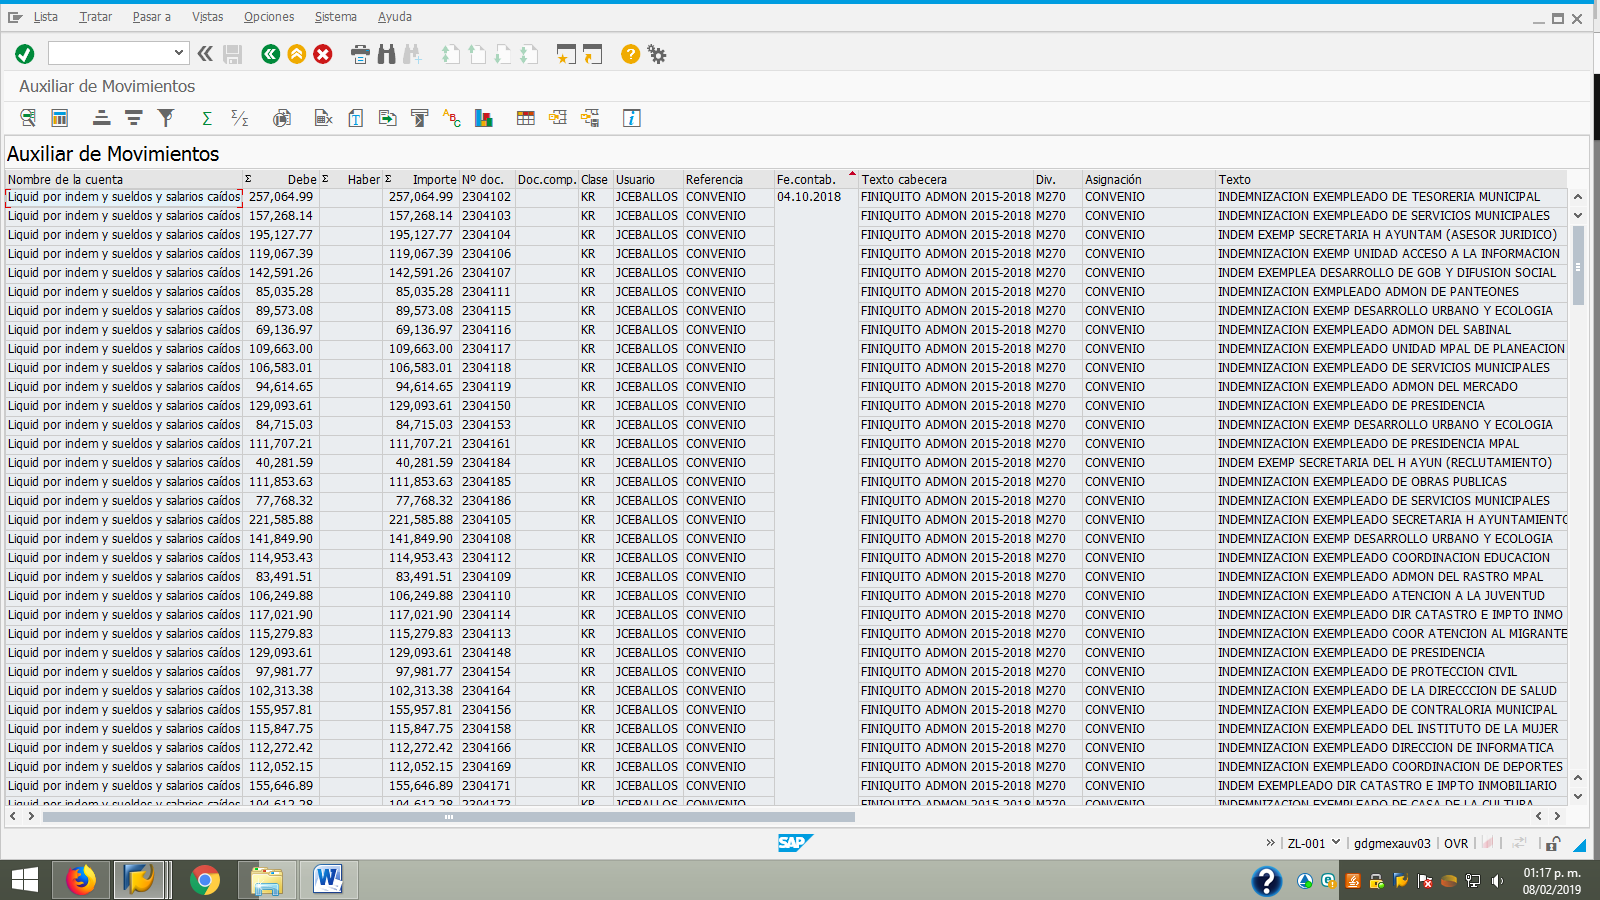 Lista Tratar Pasar a Vistas Opciones Sistema Ayuda
Auxiliar de Movimientos
Auxiliar de Movimientos
Nombre de la cuenta Σ Debe Σ Haber Σ Importe Nº doc. Doc.comp. Clase Usuario Referencia Fe.contab. Texto cabecera Div. Asignación Texto
Liquid por indem y sueldos y salarios caídos 257,064.99 257,064.99 2304102 KR JCEBALLOS CONVENIO 04.10.2018 FINIQUITO ADMON 2015-2018 M270 CONVENIO INDEMNIZACION EXEMPLEADO DE TESORERIA MUNICIPAL
Liquid por indem y sueldos y salarios caídos 157,268.14 157,268.14 2304103 KR JCEBALLOS CONVENIO FINIQUITO ADMON 2015-2018 M270 CONVENIO INDEMNIZACION EXEMPLEADO DE SERVICIOS MUNICIPALES
Liquid por indem y sueldos y salarios caídos 195,127.77 195,127.77 2304104 KR JCEBALLOS CONVENIO FINIQUITO ADMON 2015-2018 M270 CONVENIO INDEM EXEMP SECRETARIA H AYUNTAM (ASESOR JURIDICO)
Liquid por indem y sueldos y salarios caídos 119,067.39 119,067.39 2304106 KR JCEBALLOS CONVENIO FINIQUITO ADMON 2015-2018 M270 CONVENIO INDEMNIZACION EXEMP UNIDAD ACCESO A LA INFORMACION
Liquid por indem y sueldos y salarios caídos 142,591.26 142,591.26 2304107 KR JCEBALLOS CONVENIO FINIQUITO ADMON 2015-2018 M270 CONVENIO INDEM EXEMPLEA DESARROLLO DE GOB Y DIFUSION SOCIAL
Liquid por indem y sueldos y salarios caídos 85,035.28 85,035.28 2304111 KR JCEBALLOS CONVENIO FINIQUITO ADMON 2015-2018 M270 CONVENIO INDEMNIZACION EXMPLEADO ADMON DE PANTEONES
Liquid por indem y sueldos y salarios caídos 89,573.08 89,573.08 2304115 KR JCEBALLOS CONVENIO FINIQUITO ADMON 2015-2018 M270 CONVENIO INDEMNIZACION EXEMP DESARROLLO URBANO Y ECOLOGIA
Liquid por indem y sueldos y salarios caídos 69,136.97 69,136.97 2304116 KR JCEBALLOS CONVENIO FINIQUITO ADMON 2015-2018 M270 CONVENIO INDEMNIZACION EXEMPLEADO ADMON DEL SABINAL
Liquid por indem y sueldos y salarios caídos 109,663.00 109,663.00 2304117 KR JCEBALLOS CONVENIO FINIQUITO ADMON 2015-2018 M270 CONVENIO INDEMNIZACION EXEMPLEADO UNIDAD MPAL DE PLANEACION
Liquid por indem y sueldos y salarios caídos 106,583.01 106,583.01 2304118 KR JCEBALLOS CONVENIO FINIQUITO ADMON 2015-2018 M270 CONVENIO INDEMNIZACION EXEMPLEADO DE SERVICIOS MUNICIPALES
Liquid por indem y sueldos y salarios caídos 94,614.65 94,614.65 2304119 KR JCEBALLOS CONVENIO FINIQUITO ADMON 2015-2018 M270 CONVENIO INDEMNIZACION EXEMPLEADO ADMON DEL MERCADO
Liquid por indem y sueldos y salarios caídos 129,093.61 129,093.61 2304150 KR JCEBALLOS CONVENIO FINIQUITO ADMON 2015-2018 M270 CONVENIO INDEMNIZACION EXEMPLEADO DE PRESIDENCIA
Liquid por indem y sueldos y salarios caídos 84,715.03 84,715.03 2304153 KR JCEBALLOS CONVENIO FINIQUITO ADMON 2015-2018 M270 CONVENIO INDEMNIZACION EXEMP DESARROLLO URBANO Y ECOLOGIA
Liquid por indem y sueldos y salarios caídos 111,707.21 111,707.21 2304161 KR JCEBALLOS CONVENIO FINIQUITO ADMON 2015-2018 M270 CONVENIO INDEMNIZACION EXEMPLEADO DE PRESIDENCIA MPAL
Liquid por indem y sueldos y salarios caídos 40,281.59 40,281.59 2304184 KR JCEBALLOS CONVENIO FINIQUITO ADMON 2015-2018 M270 CONVENIO INDEM EXEMP SECRETARIA DEL H AYUN (RECLUTAMIENTO)
Liquid por indem y sueldos y salarios caídos 111,853.63 111,853.63 2304185 KR JCEBALLOS CONVENIO FINIQUITO ADMON 2015-2018 M270 CONVENIO INDEMNIZACION EXEMPLEADO DE OBRAS PUBLICAS
Liquid por indem y sueldos y salarios caídos 77,768.32 77,768.32 2304186 KR JCEBALLOS CONVENIO FINIQUITO ADMON 2015-2018 M270 CONVENIO INDEMNIZACION EXEMPLEADO DE SERVICIOS MUNICIPALES
Liquid por indem y sueldos y salarios caídos 221,585.88 221,585.88 2304105 KR JCEBALLOS CONVENIO FINIQUITO ADMON 2015-2018 M270 CONVENIO INDEMNIZACION EXEMPLEADO SECRETARIA H AYUNTAMIENTO
Liquid por indem y sueldos y salarios caídos 141,849.90 141,849.90 2304108 KR JCEBALLOS CONVENIO FINIQUITO ADMON 2015-2018 M270 CONVENIO INDEMNIZACION EXEMP DESARROLLO URBANO Y ECOLOGIA
Liquid por indem y sueldos y salarios caídos 114,953.43 114,953.43 2304112 KR JCEBALLOS CONVENIO FINIQUITO ADMON 2015-2018 M270 CONVENIO INDEMNIZACION EXEMPLEADO COORDINACION EDUCACION
Liquid por indem y sueldos y salarios caídos 83,491.51 83,491.51 2304109 KR JCEBALLOS CONVENIO FINIQUITO ADMON 2015-2018 M270 CONVENIO INDEMNIZACION EXEMPLEADO ADMON DEL RASTRO MPAL
Liquid por indem y sueldos y salarios caídos 106,249.88 106,249.88 2304110 KR JCEBALLOS CONVENIO FINIQUITO ADMON 2015-2018 M270 CONVENIO INDEMNIZACION EXEMPLEADO ATENCION A LA JUVENTUD
Liquid por indem y sueldos y salarios caídos 117,021.90 117,021.90 2304114 KR JCEBALLOS CONVENIO FINIQUITO ADMON 2015-2018 M270 CONVENIO INDEMNIZACION EXEMPLEADO DIR CATASTRO E IMPTO INMO
Liquid por indem y sueldos y salarios caídos 115,279.83 115,279.83 2304113 KR JCEBALLOS CONVENIO FINIQUITO ADMON 2015-2018 M270 CONVENIO INDEMNIZACION EXEMPLEADO COOR ATENCION AL MIGRANTE
Liquid por indem y sueldos y salarios caídos 129,093.61 129,093.61 2304148 KR JCEBALLOS CONVENIO FINIQUITO ADMON 2015-2018 M270 CONVENIO INDEMNIZACION EXEMPLEADO DE PRESIDENCIA
Liquid por indem y sueldos y salarios caídos 97,981.77 97,981.77 2304154 KR JCEBALLOS CONVENIO FINIQUITO ADMON 2015-2018 M270 CONVENIO INDEMNIZACION EXEMPLEADO DE PROTECCION CIVIL
Liquid por indem y sueldos y salarios caídos 102,313.38 102,313.38 2304164 KR JCEBALLOS CONVENIO FINIQUITO ADMON 2015-2018 M270 CONVENIO INDEMNIZACION EXEMPLEADO DE LA DIRECCCION DE SALUD
Liquid por indem y sueldos y salarios caídos 155,957.81 155,957.81 2304156 KR JCEBALLOS CONVENIO FINIQUITO ADMON 2015-2018 M270 CONVENIO INDEMNIZACION EXEMPLEADO DE CONTRALORIA MUNICIPAL
Liquid por indem y sueldos y salarios caídos 115,847.75 115,847.75 2304158 KR JCEBALLOS CONVENIO FINIQUITO ADMON 2015-2018 M270 CONVENIO INDEMNIZACION EXEMPLEADO DEL INSTITUTO DE LA MUJER
Liquid por indem y sueldos y salarios caídos 112,272.42 112,272.42 2304166 KR JCEBALLOS CONVENIO FINIQUITO ADMON 2015-2018 M270 CONVENIO INDEMNIZACION EXEMPLEADO DIRECCION DE INFORMATICA
Liquid por indem y sueldos y salarios caídos 112,052.15 112,052.15 2304169 KR JCEBALLOS CONVENIO FINIQUITO ADMON 2015-2018 M270 CONVENIO INDEMNIZACION EXEMPLEADO COORDINACION DE DEPORTES
Liquid por indem y sueldos y salarios caídos 155,646.89 155,646.89 2304171 KR JCEBALLOS CONVENIO FINIQUITO ADMON 2015-2018 M270 CONVENIO INDEM EXEMPLEADO DIR CATASTRO E IMPTO INMOBILIARIO
Liquid por indem y sueldos y salarios caídos 104,612.28 104,612.28 2304173 KR JCEBALLOS CONVENIO FINIQUITO ADMON 2015-2018 M270 CONVENIO INDEMNIZACION EXEMPLEADO DE CASA DE LA CULTURA
SAP
ZL-001 gdgmexauv03 OVR
01:17 p. m.
08/02/2019